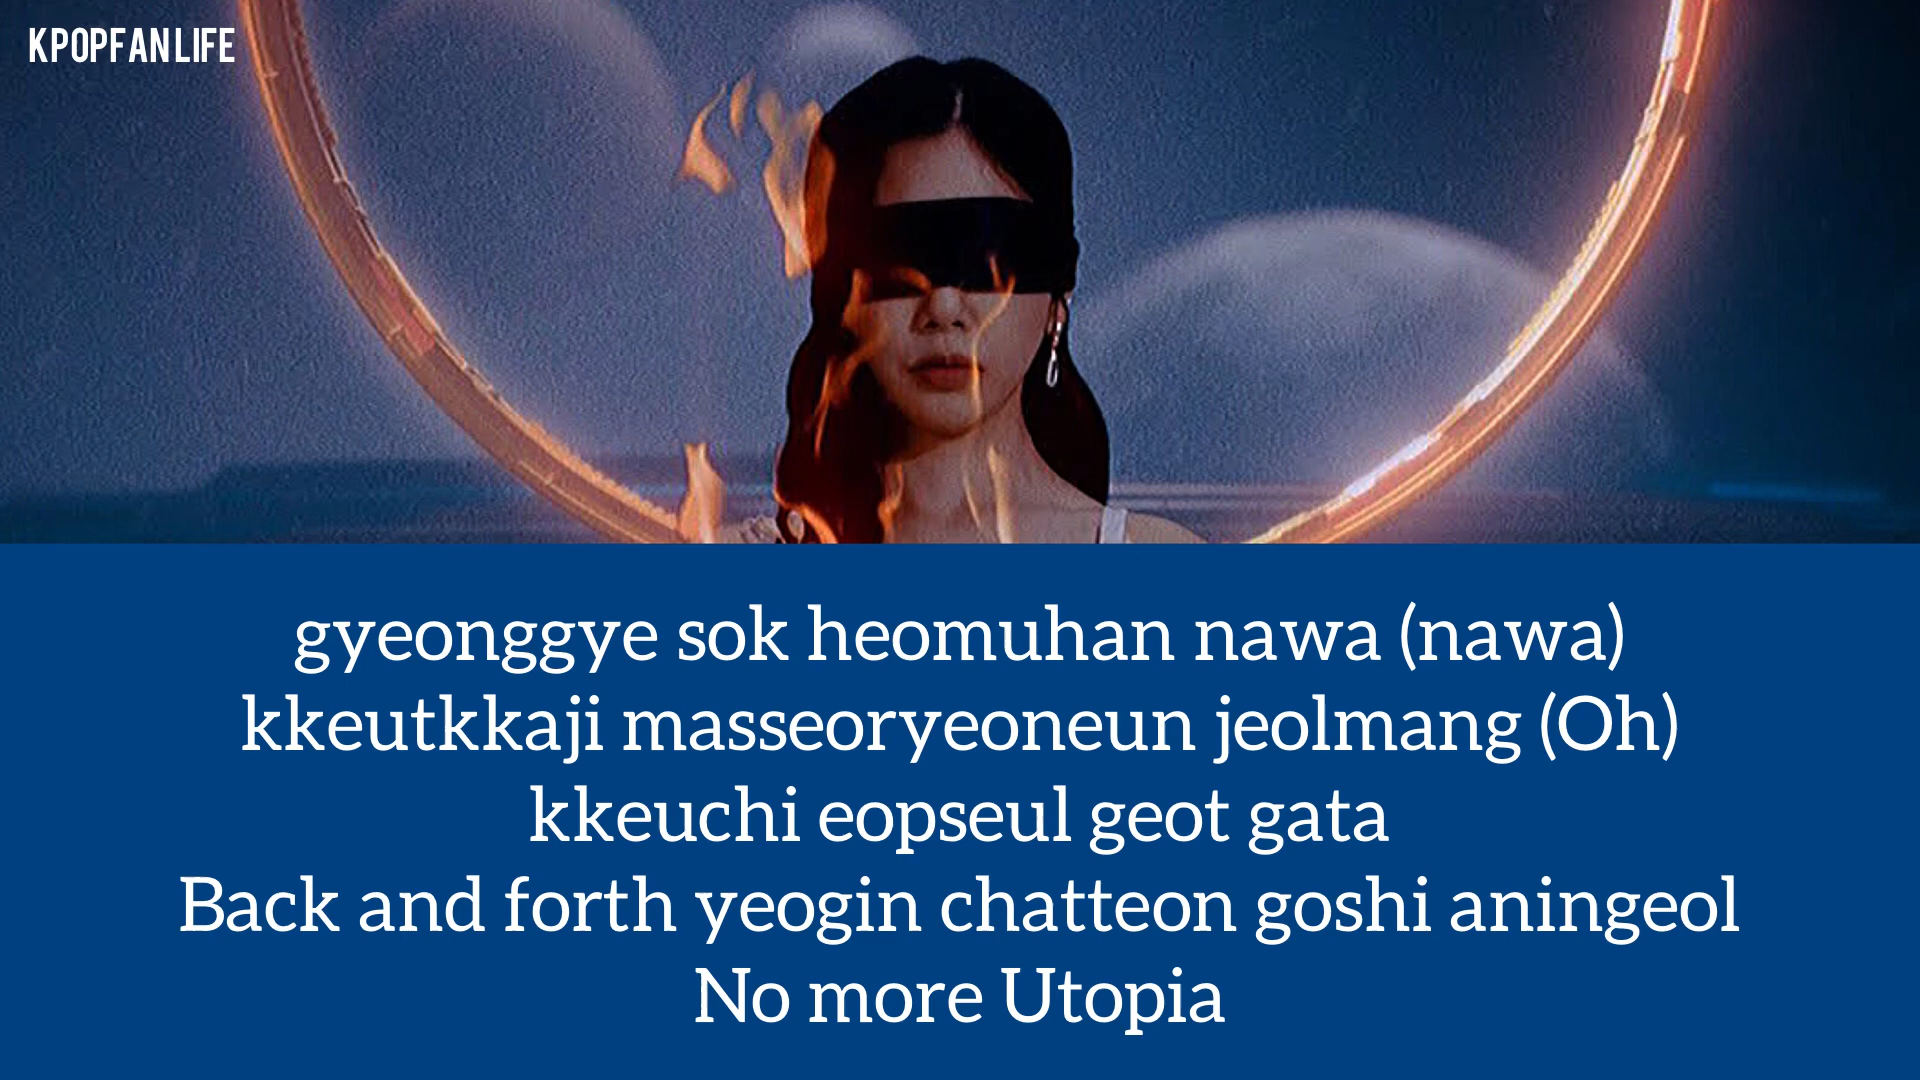 KPOPFANLIFE
gyeonggye sok heomuhan nawa (nawa)
kkeutkkaji masseoryeoneun jeolmang (Oh)
kkeuchi eopseul geot gata
Back and forth yeogin chatteon goshi aningeol
No more Utopia